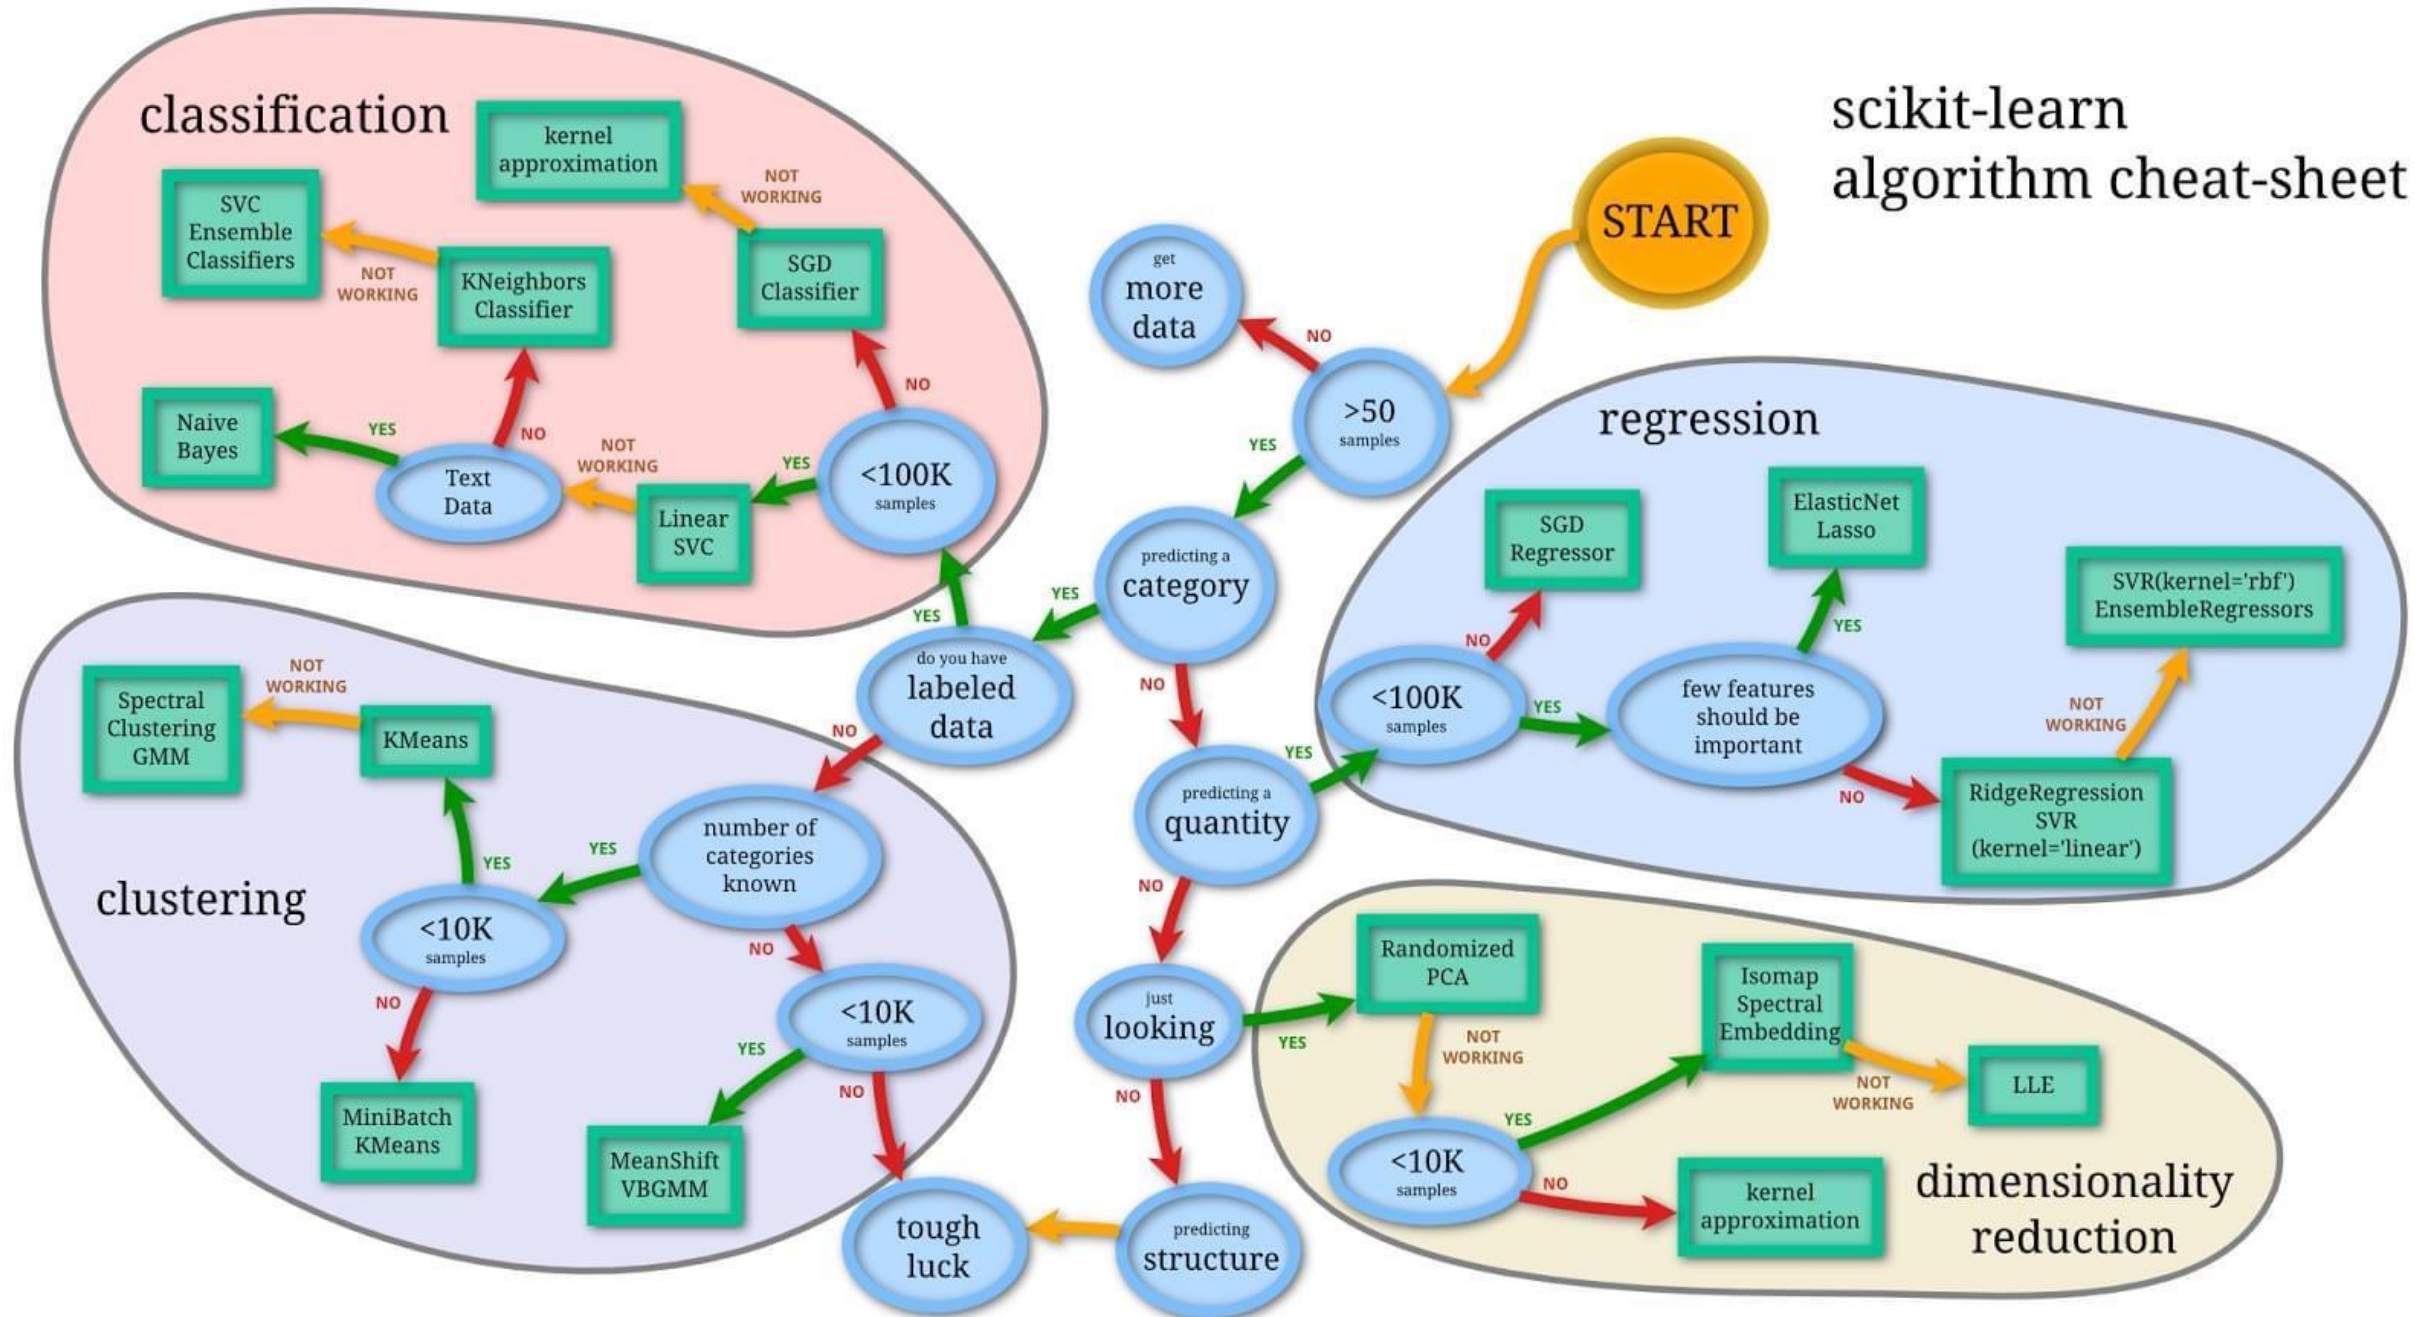 scikit-learn
algorithm cheat-sheet
START
get
more
data
NO
>50
samples
YES
predicting a
category
YES
NO
do you have
labeled
data
YES
NO
predicting a
quantity
YES
NO
just
looking
YES
NO
predicting
structure
tough
luck
classification
kernel
approximation
NOT
WORKING
SVC
Ensemble
Classifiers
NOT
WORKING
KNeighbors
Classifier
SGD
Classifier
NO
Naive
Bayes
YES
NO
Text
Data
NOT
WORKING
Linear
SVC
YES
<100K
samples
regression
SGD
Regressor
ElasticNet
Lasso
SVR(kernel='rbf')
EnsembleRegressors
NO
YES
<100K
samples
YES
few features
should be
important
NOT
WORKING
NO
RidgeRegression
SVR
(kernel='linear')
clustering
Spectral
Clustering
GMM
NOT
WORKING
KMeans
YES
YES
number of
categories
known
<10K
samples
NO
NO
<10K
samples
YES
NO
MiniBatch
KMeans
MeanShift
VBGMM
Randomized
PCA
NOT
WORKING
Isomap
Spectral
Embedding
NOT
WORKING
LLE
YES
<10K
samples
NO
kernel
approximation
dimensionality
reduction